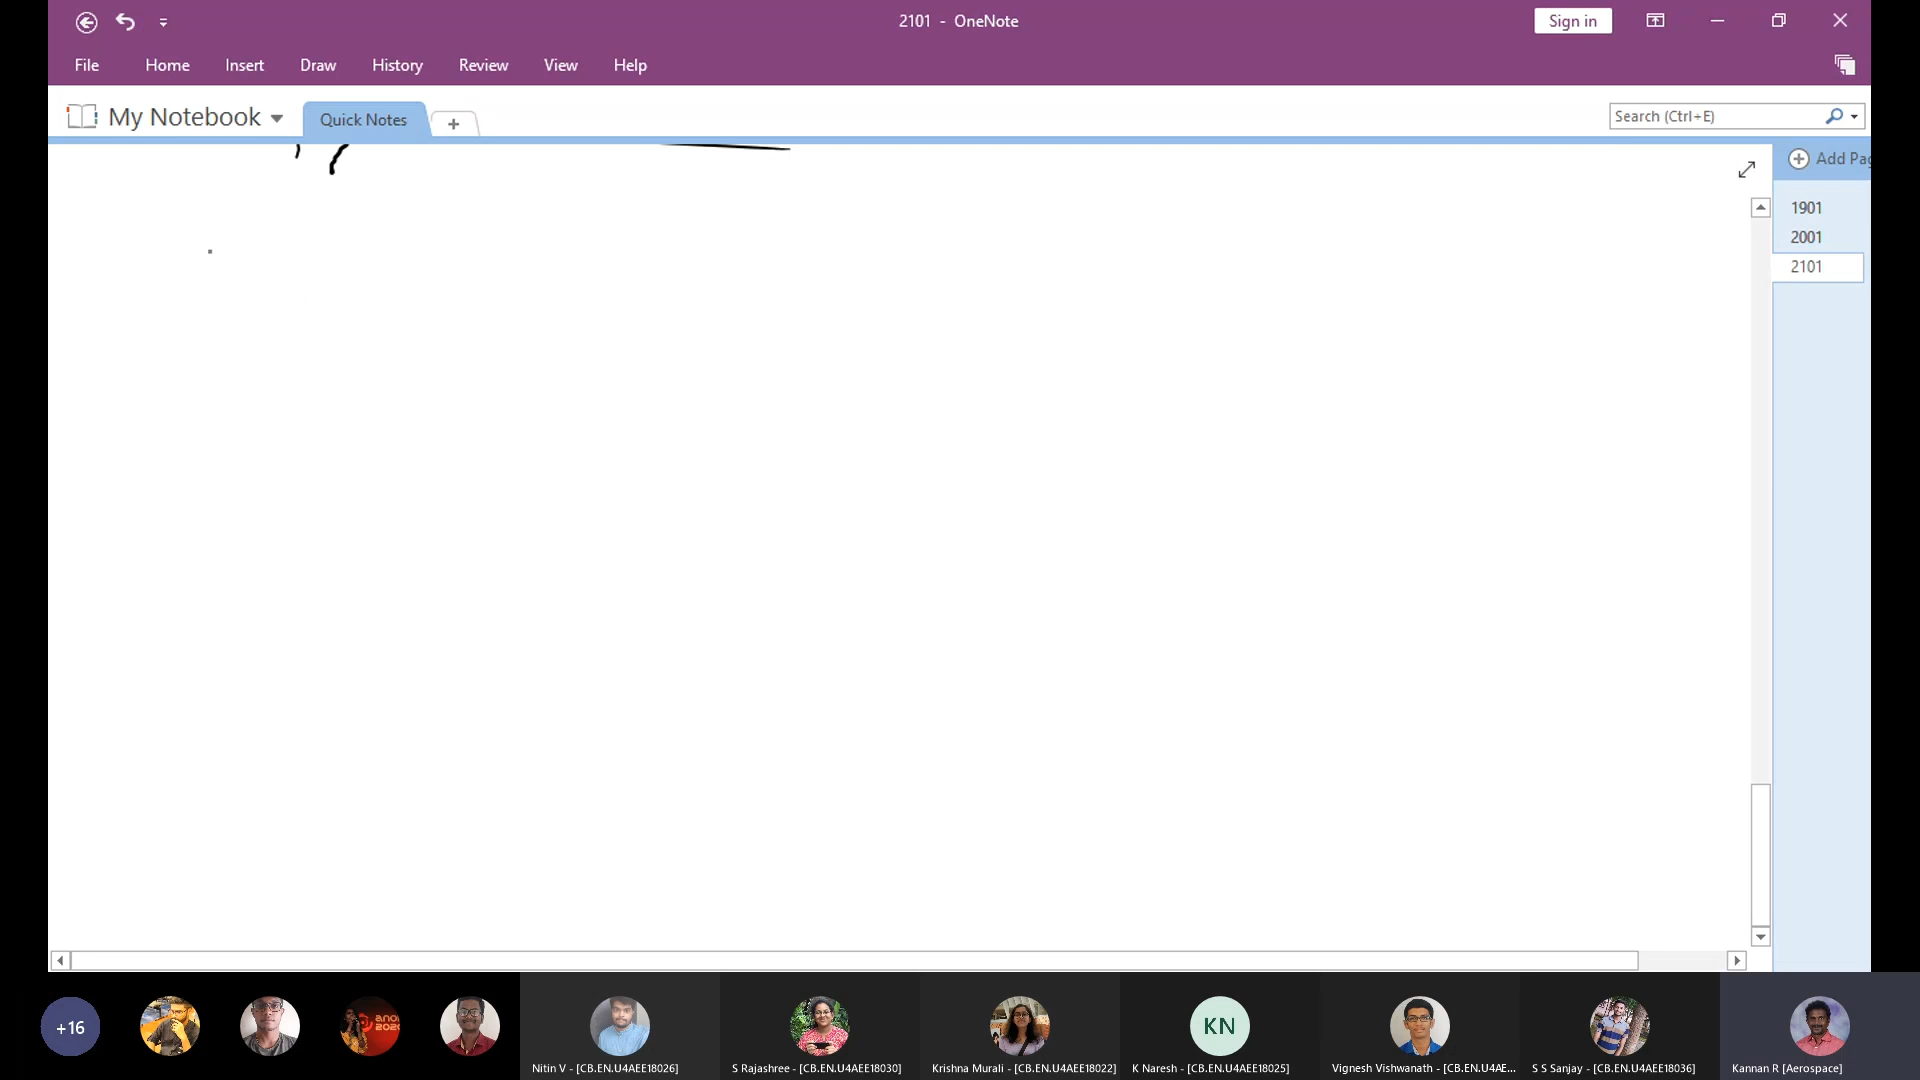 2101 - OneNote
Sign in
File Home Insert Draw History Review View Help
My Notebook
Quick Notes
Search (Ctrl+E)
Add Pag
1901
2001
2101
+16
KN
Nitin V - [CB.EN.U4AEE18026]
S Rajashree - [CB.EN.U4AEE18030]
Krishna Murali - [CB.EN.U4AEE18022]
K Naresh - [CB.EN.U4AEE18025]
Vignesh Vishwanath - [CB.EN.U4AE...
S S Sanjay - [CB.EN.U4AEE18036]
Kannan R [Aerospace]